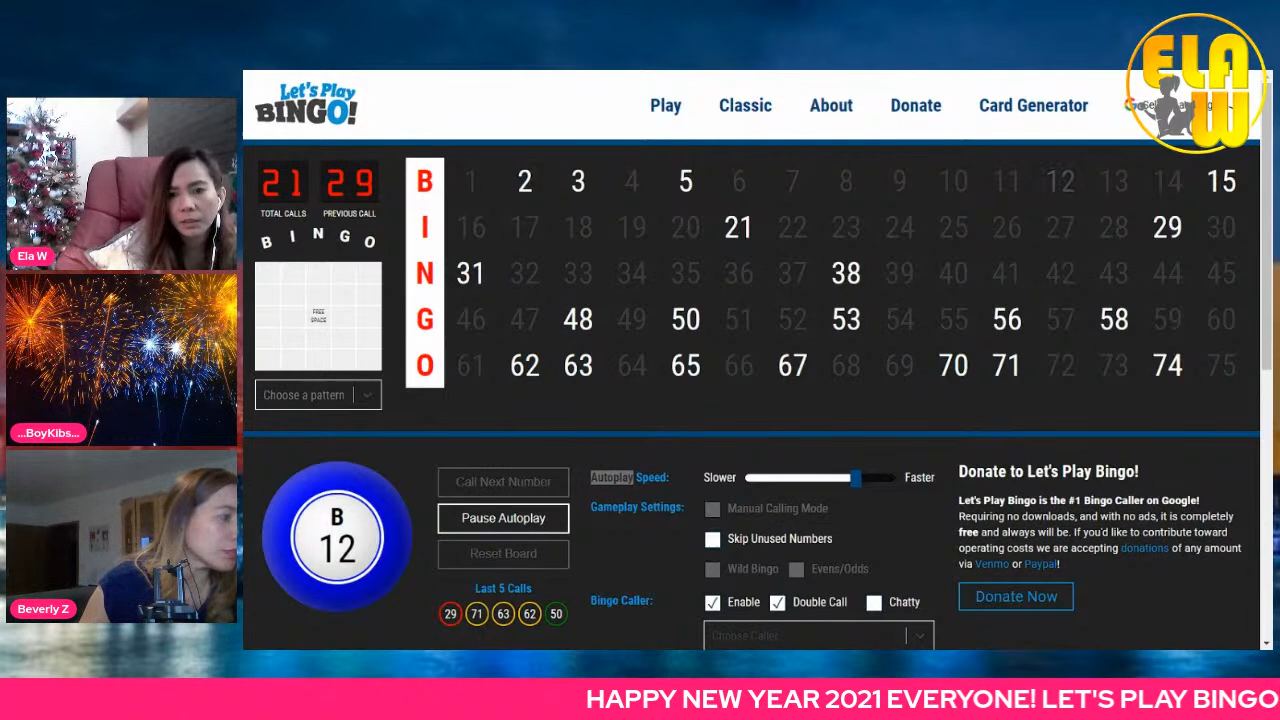 ELA
W
Let's Play
BINGO!
Play
Classic
About
Donate
Card Generator
21 29
TOTAL CALLS PREVIOUS CALL
B I N G O
FREE
SPACE
Choose a pattern
B 1 2 3 4 5 6 7 8 9 10 11 12 13 14 15
I 16 17 18 19 20 21 22 23 24 25 26 27 28 29 30
N 31 32 33 34 35 36 37 38 39 40 41 42 43 44 45
G 46 47 48 49 50 51 52 53 54 55 56 57 58 59 60
O 61 62 63 64 65 66 67 68 69 70 71 72 73 74 75
Ela W
...BoyKibs...
Beverly Z
B
12
Call Next Number
Pause Autoplay
Reset Board
Last 5 Calls
29 71 63 62 50
Autoplay Speed: Slower Faster
Gameplay Settings: Manual Calling Mode
Skip Unused Numbers
Wild Bingo Evens/Odds
Bingo Caller: Enable Double Call Chatty
Choose Caller
Donate to Let's Play Bingo!
Let's Play Bingo is the #1 Bingo Caller on Google!
Requiring no downloads, and with no ads, it is completely
free and always will be. If you'd like to contribute toward
operating costs we are accepting donations of any amount
via Venmo or Paypal!
Donate Now
HAPPY NEW YEAR 2021 EVERYONE! LET'S PLAY BINGO